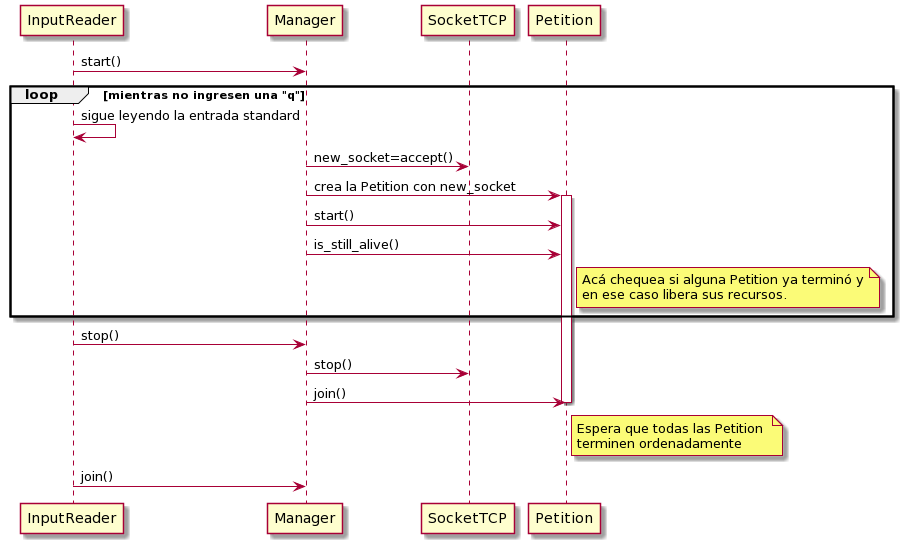 InputReader Manager SocketTCP Petition
start()
loop [mientras no ingresen una "q"]
sigue leyendo la entrada standard
new_socket=accept()
crea la Petition con new_socket
start()
is_still_alive()
Acá chequea si alguna Petition ya terminó y
en ese caso libera sus recursos.
stop()
stop()
join()
Espera que todas las Petition
terminen ordenadamente
join()
InputReader Manager SocketTCP Petition